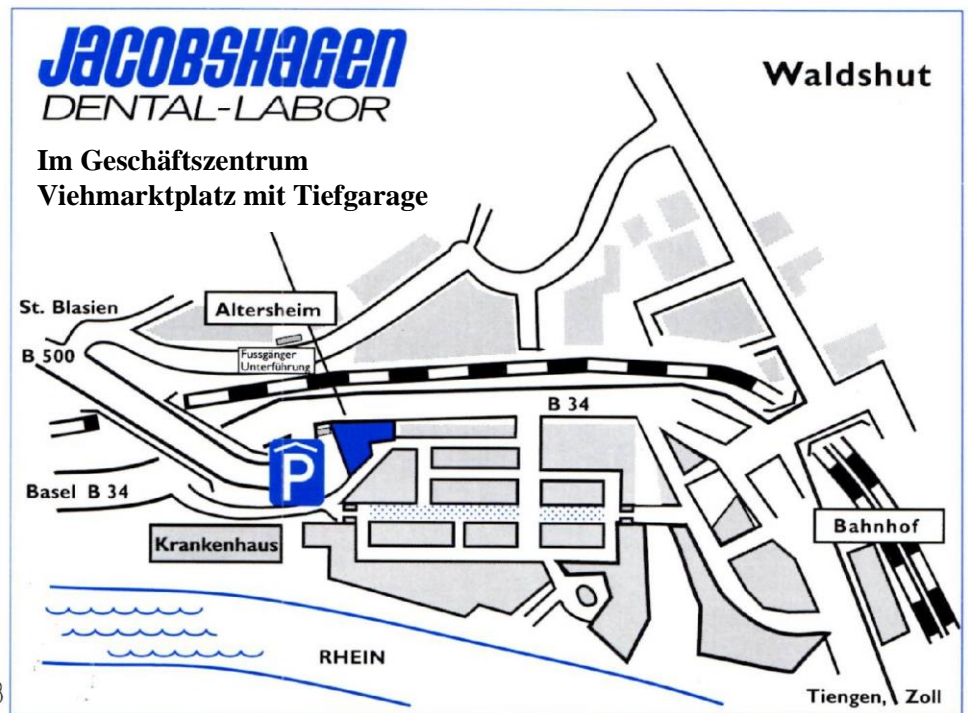 JACOBSHAGEN
DENTAL-LABOR
Waldshut
Im Geschäftszentrum
Viehmarktplatz mit Tiefgarage
St. Blasien
Altersheim
B 500
Fussgänger
Unterführung
B 34
P
Basel B 34
Krankenhaus
Bahnhof
RHEIN
Tiengen, Zoll